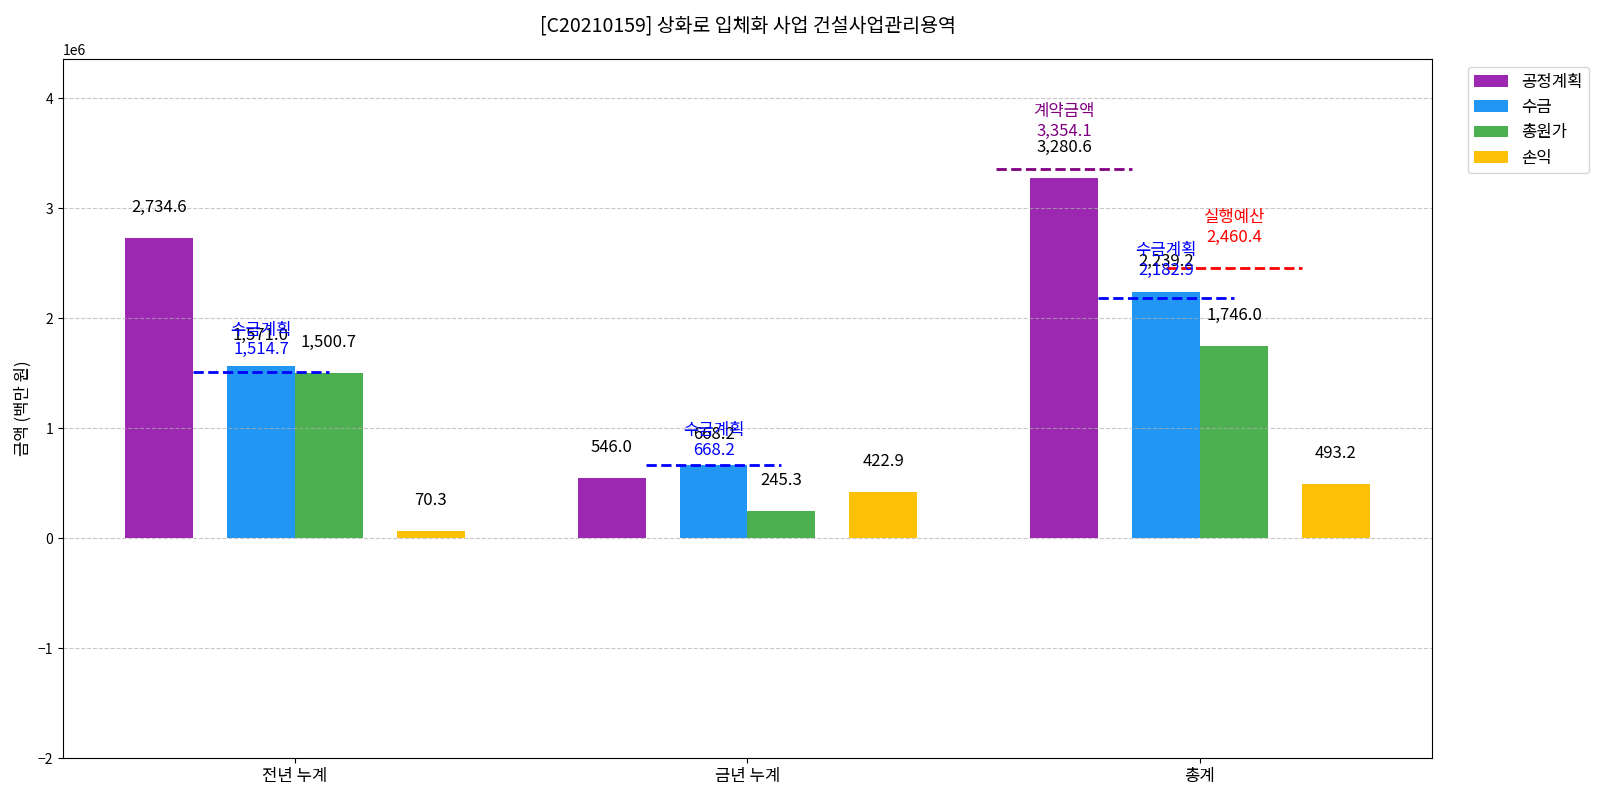 [C20210159] 상화로 입체화 사업 건설사업관리용역
1e6
금액 (백만 원)
4
3
2
1
0
−1
−2
2,734.6
수금계획
1,571.0
1,514.7
1,500.7
70.3
546.0
수금계획
668.2
668.2
245.3
422.9
계약금액
3,354.1
3,280.6
수금계획
2,239.2
2,182.9
실행예산
2,460.4
1,746.0
493.2
전년 누계
금년 누계
총계
공정계획
수금
총원가
손익